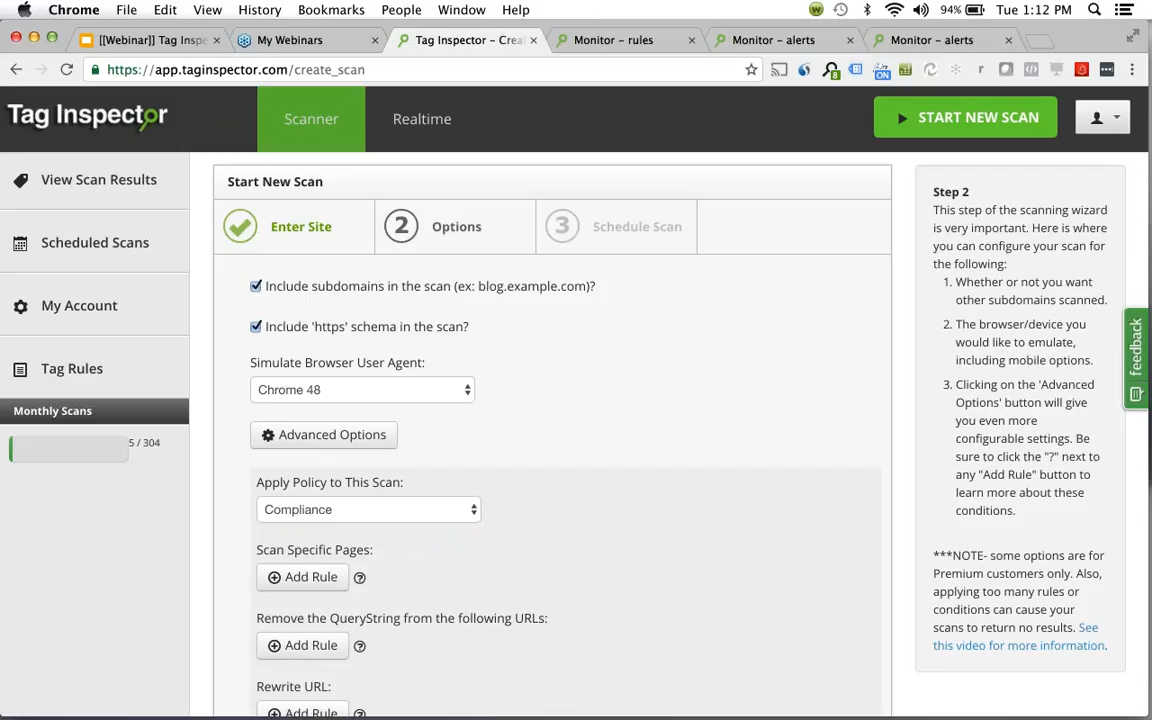 Chrome File Edit View History Bookmarks People Window Help 94% Tue 1:12 PM
[[Webinar]] Tag Inspe × My Webinars × Tag Inspector – Crea × Monitor - rules × Monitor - alerts × Monitor - alerts ×
https://app.taginspector.com/create_scan
8 ON r
Tag Inspector Scanner Realtime START NEW SCAN
View Scan Results
Scheduled Scans
My Account
Tag Rules
Monthly Scans
5 / 304
Start New Scan
Enter Site 2 Options 3 Schedule Scan
Include subdomains in the scan (ex: blog.example.com)?
Include 'https' schema in the scan?
Simulate Browser User Agent:
Chrome 48
Advanced Options
Apply Policy to This Scan:
Compliance
Scan Specific Pages:
Add Rule ?
Remove the QueryString from the following URLs:
Add Rule ?
Rewrite URL:
Add Rule ?
Step 2
This step of the scanning wizard
is very important. Here is where
you can configure your scan for
the following:
1. Whether or not you want
other subdomains scanned.
2. The browser/device you
would like to emulate,
including mobile options.
3. Clicking on the 'Advanced
Options' button will give
you even more
configurable settings. Be
sure to click the "?" next to
any "Add Rule" button to
learn more about these
conditions.
***NOTE- some options are for
Premium customers only. Also,
applying too many rules or
conditions can cause your
scans to return no results. See
this video for more information.
feedback